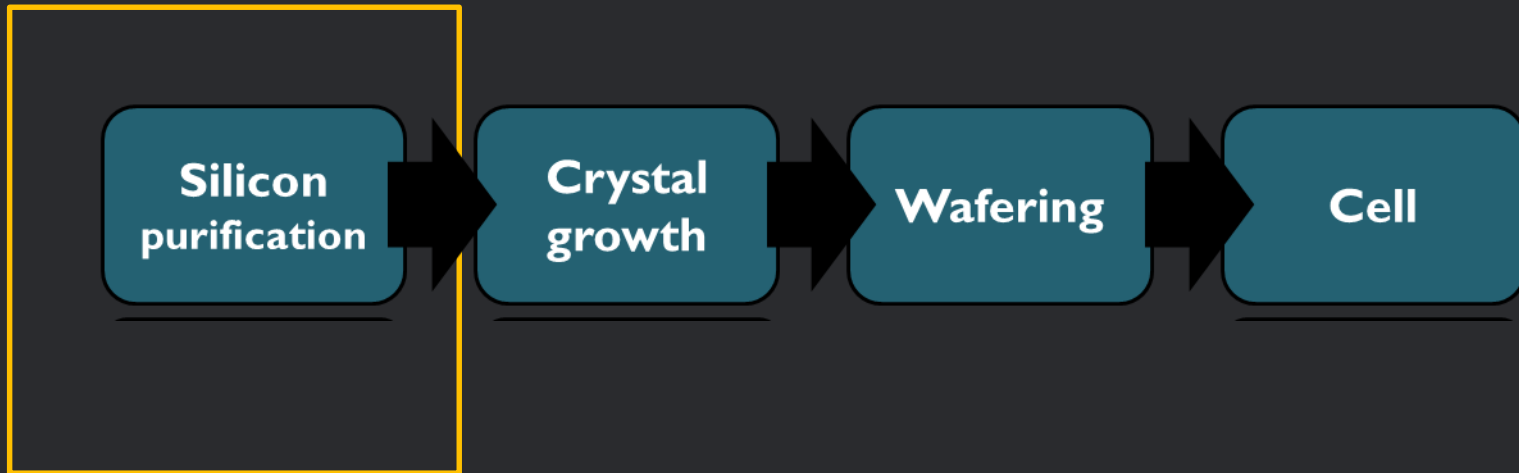 Silicon
purification
Crystal
growth
Wafering
Cell